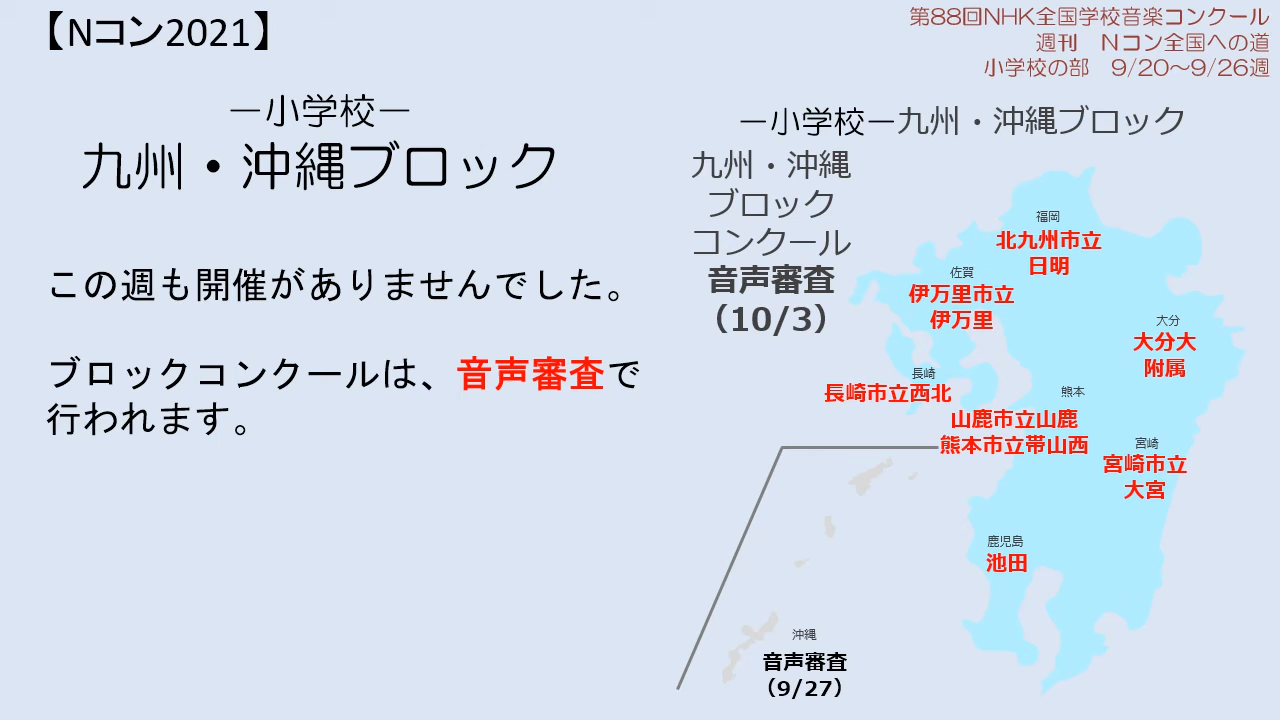 【Nコン2021】
第88回NHK全国学校音楽コンクール
週刊　Nコン全国への道
小学校の部　9/20～9/26週
―小学校―
九州・沖縄ブロック
この週も開催がありませんでした。
ブロックコンクールは、音声審査で
行われます。
―小学校―九州・沖縄ブロック
九州・沖縄
ブロック
コンクール
音声審査
（10/3）
福岡
北九州市立
日明
佐賀
伊万里市立
伊万里
大分
大分大
附属
長崎
長崎市立西北
熊本
山鹿市立山鹿
熊本市立帯山西
宮崎
宮崎市立
大宮
鹿児島
池田
沖縄
音声審査
（9/27）